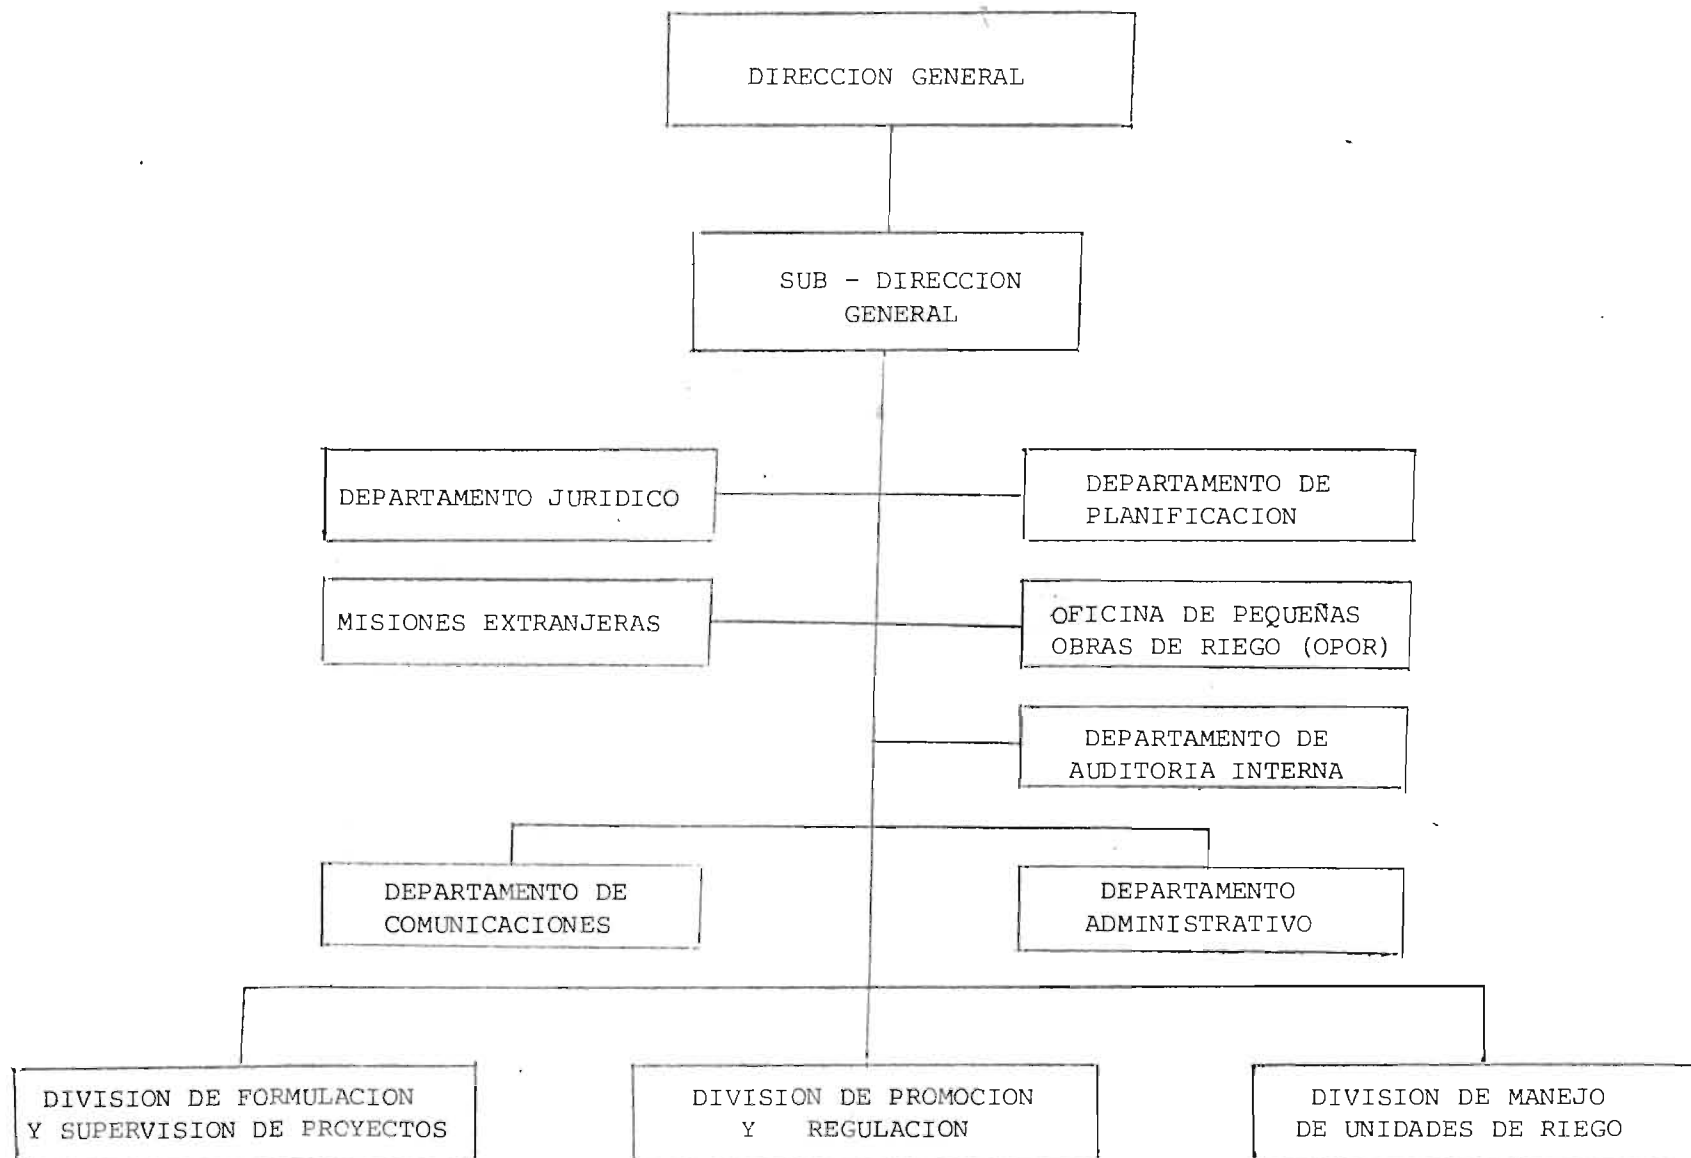 DIRECCION GENERAL
SUB - DIRECCION
GENERAL
DEPARTAMENTO JURIDICO
DEPARTAMENTO DE
PLANIFICACION
MISIONES EXTRANJERAS
OFICINA DE PEQUEÑAS
OBRAS DE RIEGO (OPOR)
DEPARTAMENTO DE
AUDITORIA INTERNA
DEPARTAMENTO DE
COMUNICACIONES
DEPARTAMENTO
ADMINISTRATIVO
DIVISION DE FORMULACION
Y SUPERVISION DE PROYECTOS
DIVISION DE PROMOCION
Y REGULACION
DIVISION DE MANEJO
DE UNIDADES DE RIEGO